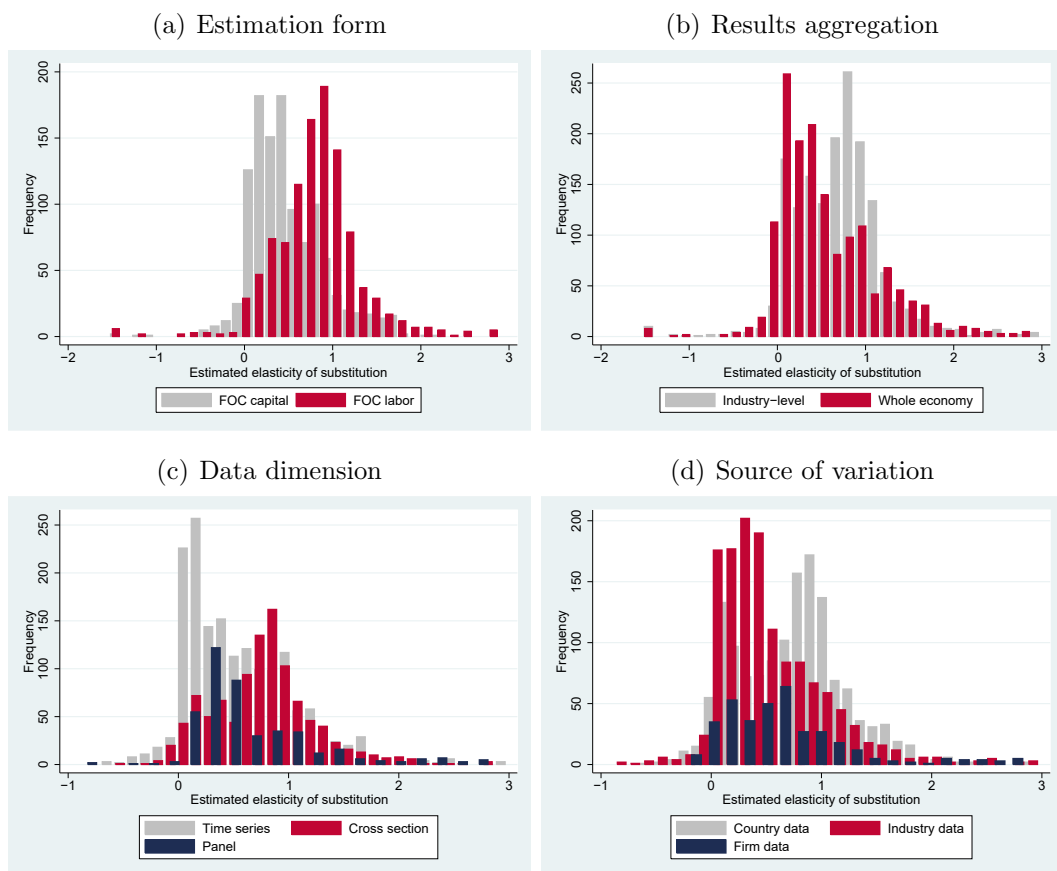 (a) Estimation form
(b) Results aggregation
200
150
100
50
0
Frequency
−2
−1
0
1
2
3
Estimated elasticity of substitution
FOC capital
FOC labor
250
200
150
100
50
0
Frequency
−2
−1
0
1
2
3
Estimated elasticity of substitution
Industry−level
Whole economy
(c) Data dimension
(d) Source of variation
250
200
150
100
50
0
Frequency
−1
0
1
2
3
Estimated elasticity of substitution
Time series
Cross section
Panel
200
150
100
50
0
Frequency
−1
0
1
2
3
Estimated elasticity of substitution
Country data
Industry data
Firm data